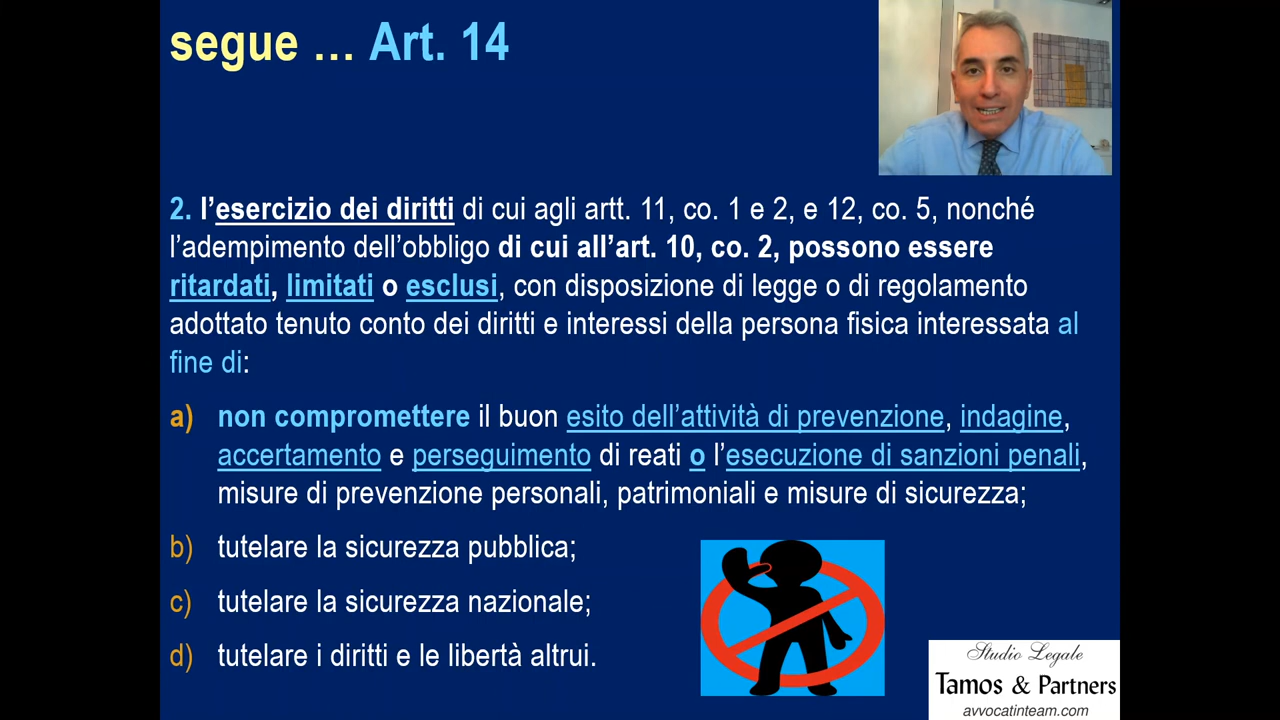 segue … Art. 14
2. l’esercizio dei diritti di cui agli artt. 11, co. 1 e 2, e 12, co. 5, nonché
l’adempimento dell’obbligo di cui all’art. 10, co. 2, possono essere
ritardati, limitati o esclusi, con disposizione di legge o di regolamento
adottato tenuto conto dei diritti e interessi della persona fisica interessata al
fine di:
a) non compromettere il buon esito dell’attività di prevenzione, indagine,
accertamento e perseguimento di reati o l’esecuzione di sanzioni penali,
misure di prevenzione personali, patrimoniali e misure di sicurezza;
b) tutelare la sicurezza pubblica;
c) tutelare la sicurezza nazionale;
d) tutelare i diritti e le libertà altrui.
Studio Legale
Tamos & Partners
avvocatinteam.com